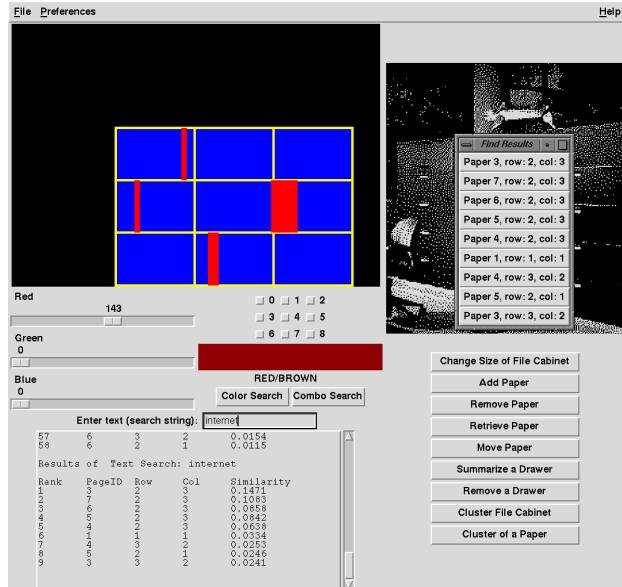 File Preferences Help
Find Results
Paper 3, row: 2, col: 3
Paper 7, row: 2, col: 3
Paper 6, row: 2, col: 3
Paper 5, row: 2, col: 3
Paper 4, row: 2, col: 3
Paper 1, row: 1, col: 1
Paper 4, row: 3, col: 2
Paper 5, row: 2, col: 1
Paper 3, row: 3, col: 2
Red
143
Green
0
Blue
0
0 1 2
3 4 5
6 7 8
RED/BROWN
Color Search Combo Search
Enter text (search string): internet
57 6 3 2 0.0154
58 6 2 1 0.0115
Results of Text Search: internet
Rank PageID Row Col Similarity
1 3 2 3 0.1471
2 7 2 3 0.1083
3 6 2 3 0.0858
4 5 2 3 0.0842
5 4 2 3 0.0638
6 1 1 1 0.0334
7 4 3 2 0.0253
8 5 2 1 0.0246
9 3 3 2 0.0241
Change Size of File Cabinet
Add Paper
Remove Paper
Retrieve Paper
Move Paper
Summarize a Drawer
Remove a Drawer
Cluster File Cabinet
Cluster of a Paper